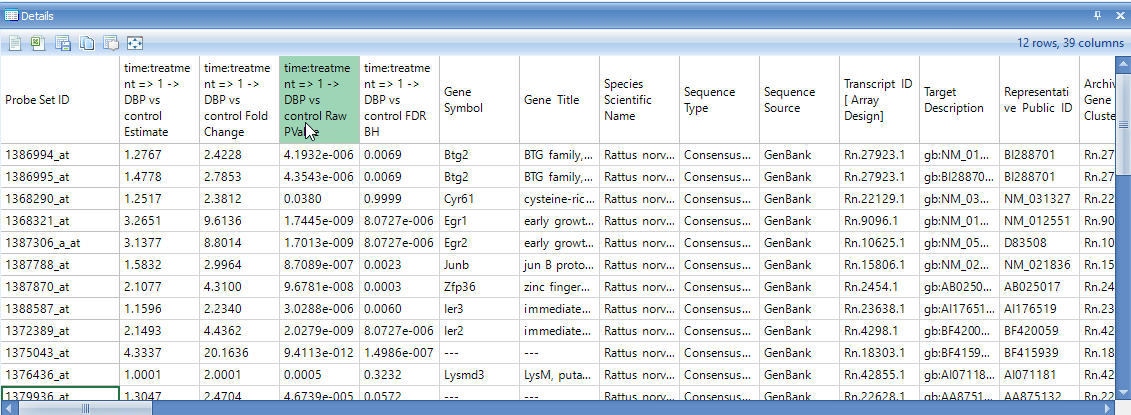 Details
12 rows, 39 columns
Probe Set ID time:treatment => 1 -> DBP vs control Estimate time:treatment => 1 -> DBP vs control Fold Change time:treatment => 1 -> DBP vs control Raw time:treatment => 1 -> DBP vs control FDR BH Gene Symbol Gene Title Species Scientific Name Sequence Type Sequence Source Transcript ID [ Array Design] Target Description Representative Public ID Archiv Gene Cluste
1386994_at 1.2767 2.4228 4.1932e-006 0.0069 Btg2 BTG family,... Rattus norv... Consensus... GenBank Rn.27923.1 gb:NM_01... BI288701 Rn.27
1386995_at 1.4778 2.7853 4.3543e-006 0.0069 Btg2 BTG family,... Rattus norv... Consensus... GenBank Rn.27923.1 gb:BI28870... BI288701 Rn.27
1368290_at 1.2517 2.3812 0.0380 0.9999 Cyr61 cysteine-ric... Rattus norv... Consensus... GenBank Rn.22129.1 gb:NM_03... NM_031327 Rn.22
1368321_at 3.2651 9.6136 1.7445e-009 8.0727e-006 Egr1 early growt... Rattus norv... Consensus... GenBank Rn.9096.1 gb:NM_01... NM_012551 Rn.90
1387306_a_at 3.1377 8.8014 1.7013e-009 8.0727e-006 Egr2 early growt... Rattus norv... Consensus... GenBank Rn.10625.1 gb:NM_05... D83508 Rn.10
1387788_at 1.5832 2.9964 8.7089e-007 0.0023 Junb jun B proto... Rattus norv... Consensus... GenBank Rn.15806.1 gb:NM_02... NM_021836 Rn.15
1387870_at 2.1077 4.3100 9.6781e-008 0.0003 Zfp36 zinc finger... Rattus norv... Consensus... GenBank Rn.2454.1 gb:AB0250... AB025017 Rn.24
1388587_at 1.1596 2.2340 3.0288e-006 0.0060 Ier3 immediate... Rattus norv... Consensus... GenBank Rn.23638.1 gb:AI17651... AI176519 Rn.23
1372389_at 2.1493 4.4362 2.0279e-009 8.0727e-006 Ier2 immediate... Rattus norv... Consensus... GenBank Rn.4298.1 gb:BF4200... BF420059 Rn.42
1375043_at 4.3337 20.1636 9.4113e-012 1.4986e-007 --- --- Rattus norv... Consensus... GenBank Rn.18303.1 gb:BF4159... BF415939 Rn.18
1376436_at 1.0001 2.0001 0.0005 0.3232 Lysmd3 LysM, puta... Rattus norv... Consensus... GenBank Rn.42855.1 gb:AI07118... AI071181 Rn.42
1379936_at 1.3047 2.4704 4.6739e-005 0.0572 --- --- Rattus norv... Consensus... GenBank Rn.22628.1 gb:AA8751... AA875132 Rn.22